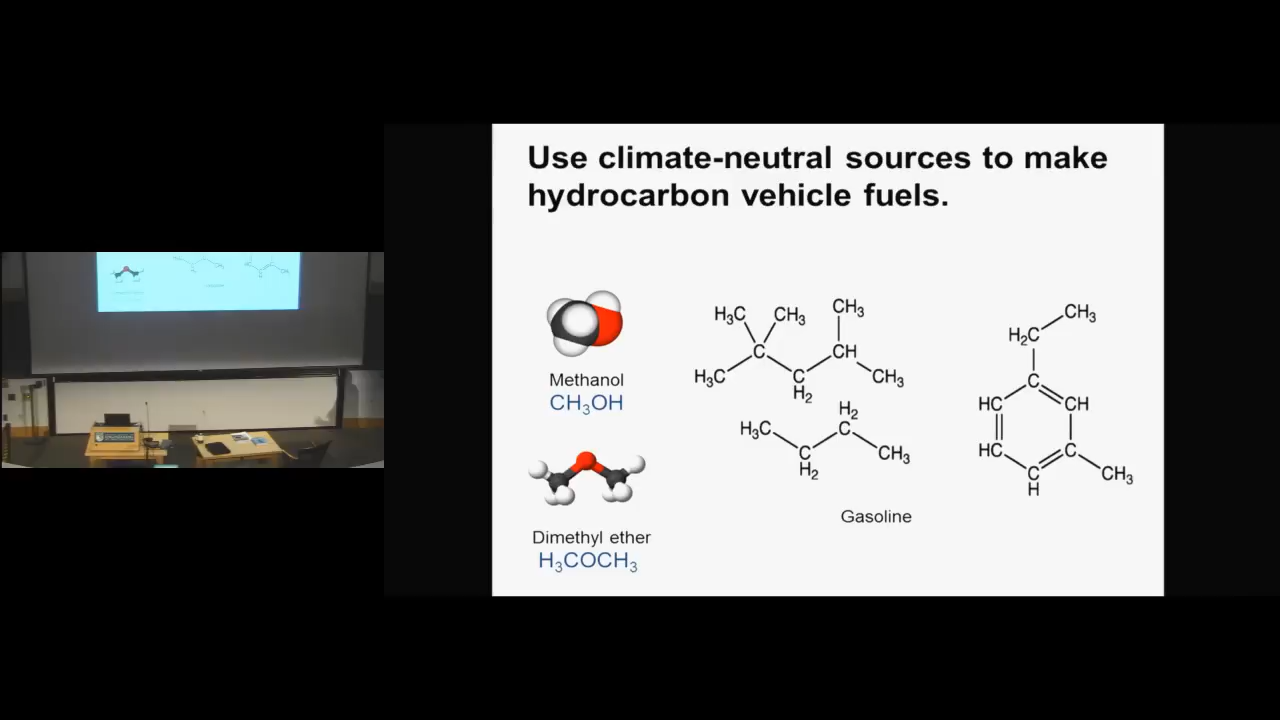 Use climate-neutral sources to make
hydrocarbon vehicle fuels.
Methanol
CH₃OH
Dimethyl ether
H₃COCH₃
H₃C
CH₃
CH₃
H₃C
C
C
H₂
CH
CH₃
H₃C
C
H₂
H₂
C
CH₃
Gasoline
CH₃
H₂C
C
HC
CH
HC
C
C
H
CH₃